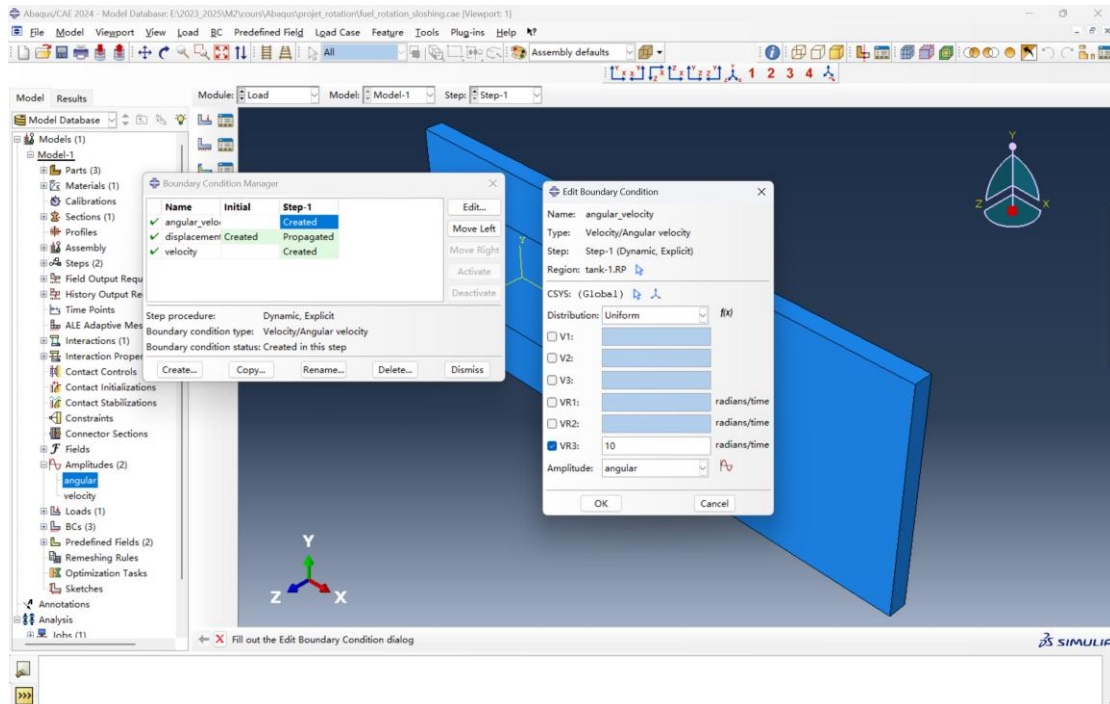 Abaqus/CAE 2024 - Model Database: E:\2023_2025\M2\cours\Abaqus\projet_rotation\fuel_rotation_sloshing.cae [Viewport: 1]
File Model Viewport View Load BC Predefined Field Load Case Feature Tools Plug-ins Help
All Assembly defaults
1 2 3 4
Model Results
Module: Load Model: Model-1 Step: Step-1
Model Database
Models (1)
Model-1
Parts (3)
Materials (1)
Calibrations
Sections (1)
Profiles
Assembly
Steps (2)
Field Output Requ
History Output Re
Time Points
ALE Adaptive Mes
Interactions (1)
Interaction Proper
Contact Controls
Contact Initializations
Contact Stabilizations
Constraints
Connector Sections
Fields
Amplitudes (2)
angular
velocity
Loads (1)
BCs (3)
Predefined Fields (2)
Remeshing Rules
Optimization Tasks
Sketches
Annotations
Analysis
Jobs (1)
Boundary Condition Manager
Name Initial Step-1
angular_velo Created
displacement Created Propagated
velocity Created
Edit...
Move Left
Move Right
Activate
Deactivate
Step procedure: Dynamic, Explicit
Boundary condition type: Velocity/Angular velocity
Boundary condition status: Created in this step
Create... Copy... Rename... Delete... Dismiss
Edit Boundary Condition
Name: angular_velocity
Type: Velocity/Angular velocity
Step: Step-1 (Dynamic, Explicit)
Region: tank-1.RP
CSYS: (Global)
Distribution: Uniform f(x)
V1:
V2:
V3:
VR1: radians/time
VR2: radians/time
VR3: 10 radians/time
Amplitude: angular
OK Cancel
Y
Z X
Y
Y
Z X
Fill out the Edit Boundary Condition dialog
SIMULIA
>>>